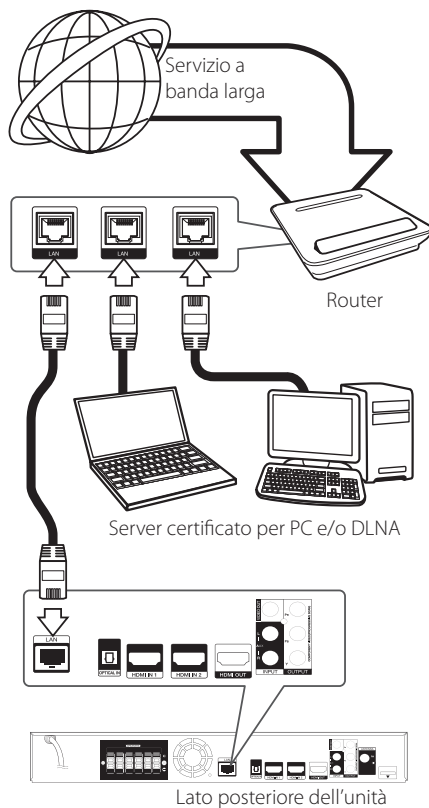 Servizio a
banda larga
LAN
LAN
LAN
Router
Server certificato per PC e/o DLNA
LAN
OPTICAL IN
HDMI IN 1
HDMI IN 2
HDMI OUT
INPUT
OUTPUT
Lato posteriore dell'unità